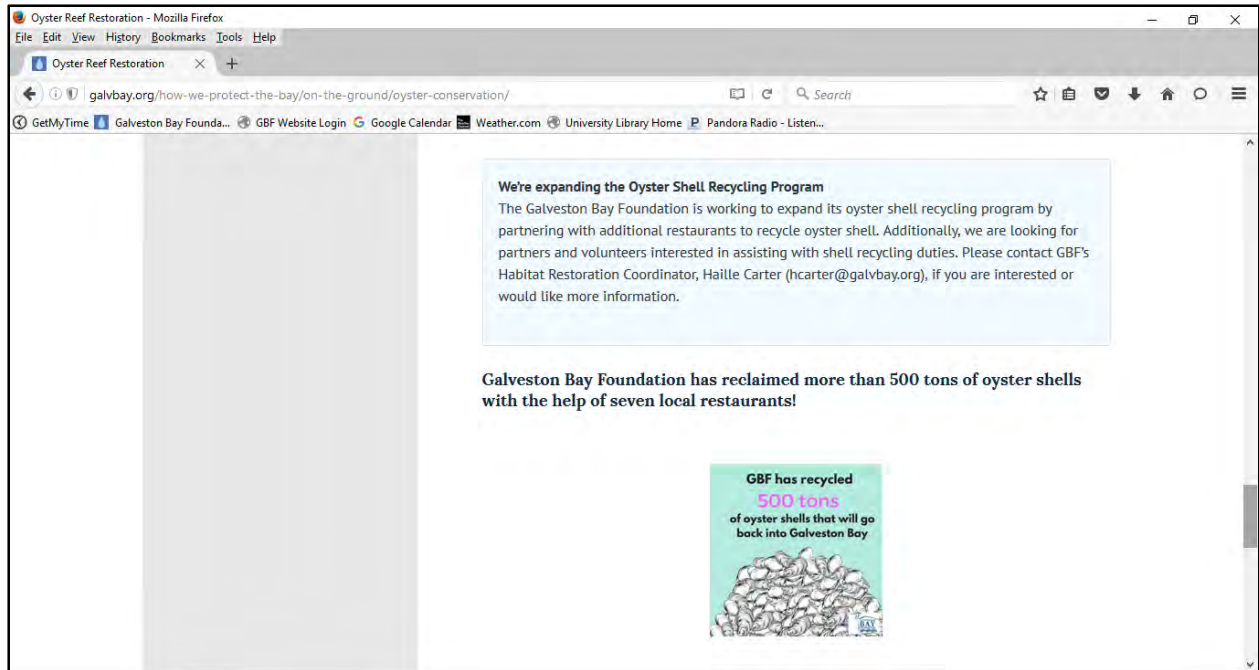 Oyster Reef Restoration - Mozilla Firefox
File Edit View History Bookmarks Tools Help
Oyster Reef Restoration
galvbay.org/how-we-protect-the-bay/on-the-ground/oyster-conservation/
Search
GetMyTime Galveston Bay Founda... GBF Website Login G Google Calendar Weather.com University Library Home P Pandora Radio - Listen...
We're expanding the Oyster Shell Recycling Program
The Galveston Bay Foundation is working to expand its oyster shell recycling program by
partnering with additional restaurants to recycle oyster shell. Additionally, we are looking for
partners and volunteers interested in assisting with shell recycling duties. Please contact GBF's
Habitat Restoration Coordinator, Haille Carter (hcarter@galvbay.org), if you are interested or
would like more information.
Galveston Bay Foundation has reclaimed more than 500 tons of oyster shells
with the help of seven local restaurants!
GBF has recycled
500 tons
of oyster shells that will go
back into Galveston Bay
BAY